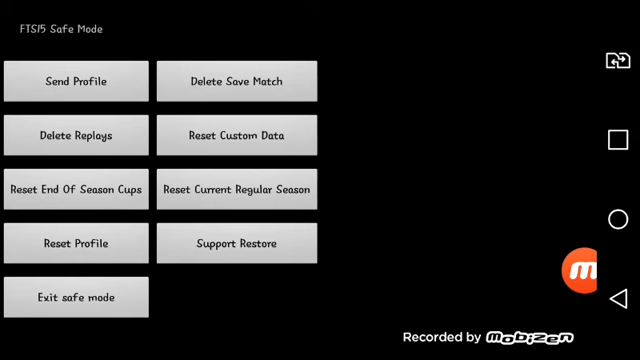 FTS15 Safe Mode
Send Profile
Delete Save Match
Delete Replays
Reset Custom Data
Reset End Of Season Cups
Reset Current Regular Season
Reset Profile
Support Restore
Exit safe mode
Recorded by mobizen